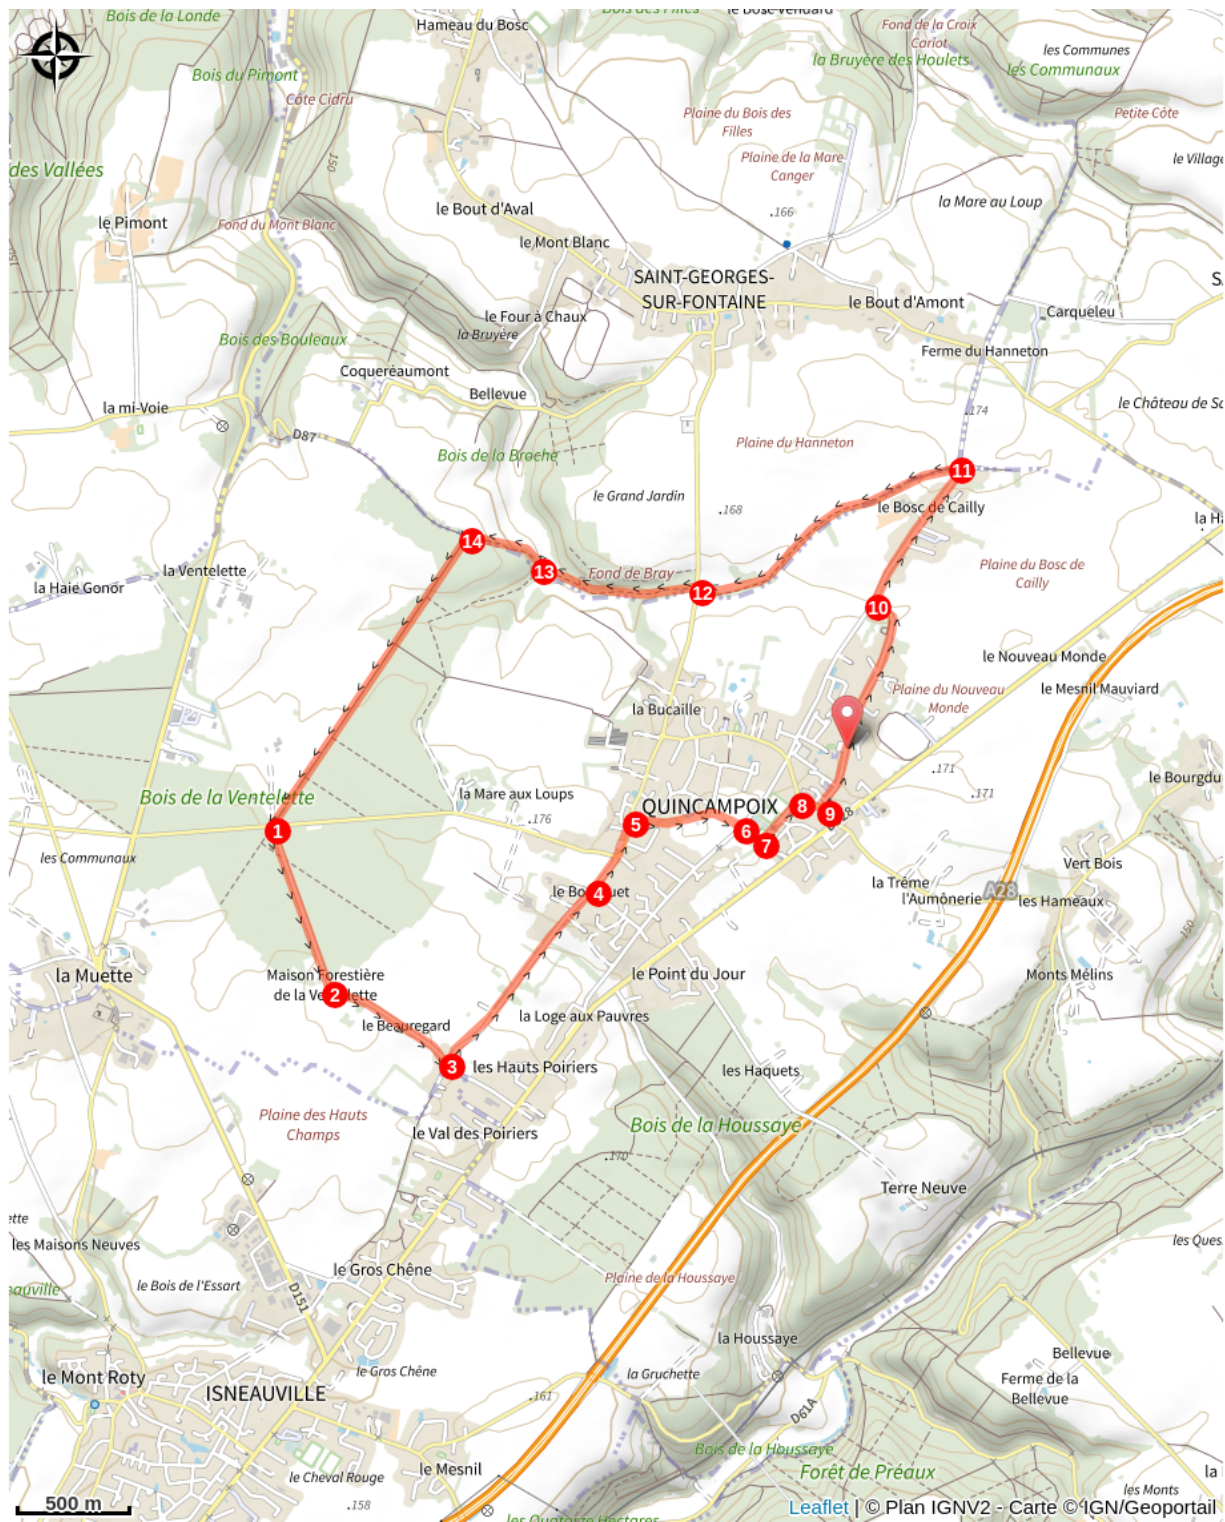 Bois de la Londe
Hameau du Bosc
Bois des Filles
le Bosc Vendard
Fond de la Croix
Cariot
les Communes
la Bruyère des Houlets
les Communaux
Bois du Pimont
Côte Cidru
Plaine du Bois des
Filles
Petite Côte
150
Plaine de la Mare
Canger
le Village
des Vallées
le Pimont
le Bout d'Aval
la Mare au Loup
.166
Fond du Mont Blanc
le Mont Blanc
SAINT-GEORGES-
SUR-FONTAINE
le Bout d'Amont
Carqueleu
le Four à Chaux
la Bruyère
Bois des Bouleaux
Ferme du Hanneton
Coqueréaumont
Bellevue
la mi-Voie
.174
le Château de Sc
D87
Plaine du Hanneton
Bois de la Broche
11
le Grand Jardin
le Bosc de Cailly
.168
la Ha
14
Plaine du Bosc de
Cailly
13
Fond de Bray
la Ventelette
la Haie Gonor
12
10
le Nouveau Monde
Plaine du Nouveau
Monde
le Mesnil Mauviard
la Bucaille
.171
le Bourgdu
la Mare aux Loups
.171
Bois de la Ventelette
QUINCAMPOIX
8
.176
9
5
6
1
7
les Communaux
Vert Bois
la Trême
l'Aumônerie
A28
les Hameaux
4
150
la Muette
Maison Forestière
le Point du Jour
Monts Mélins
2
le Beauregard
la Loge aux Pauvres
3
les Hauts Poiriers
les Haquets
Plaine des Hauts
Champs
le Val des Poiriers
Bois de la Houssaye
.170
Terre Neuve
les Maisons Neuves
les Ques
le Gros Chêne
le Bois de l'Essart
Plaine de la Houssaye
D151
la Houssaye
le Gros Chêne
la Gruchette
Bellevue
Ferme de la
Bellevue
le Mont Roty
ISNEAUVILLE
.161
D61A
Bois de la Houssaye
Forêt de Préaux
le Mesnil
le Cheval Rouge
la
les Monts
500 m
.158
les Quatorze Hectares
Leaflet | © Plan IGNV2 - Carte © IGN/Geoportail